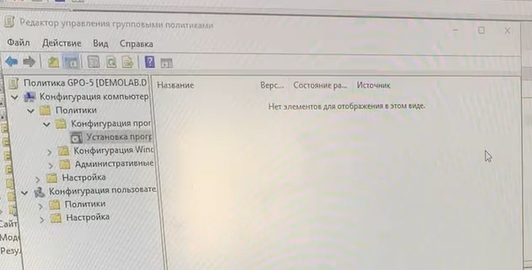 Редактор управления групповыми политиками
Файл Действие Вид Справка
Политика GPO-5 [DEMOLAB.D
Название Верс... Состояние ра... Источник
Конфигурация компьютер
Нет элементов для отображения в этом виде.
Политики
Конфигурация прог
Установка прогр
Конфигурация Winc
Административные
Настройка
Конфигурация пользовате
Политики
Настройка
Сайт